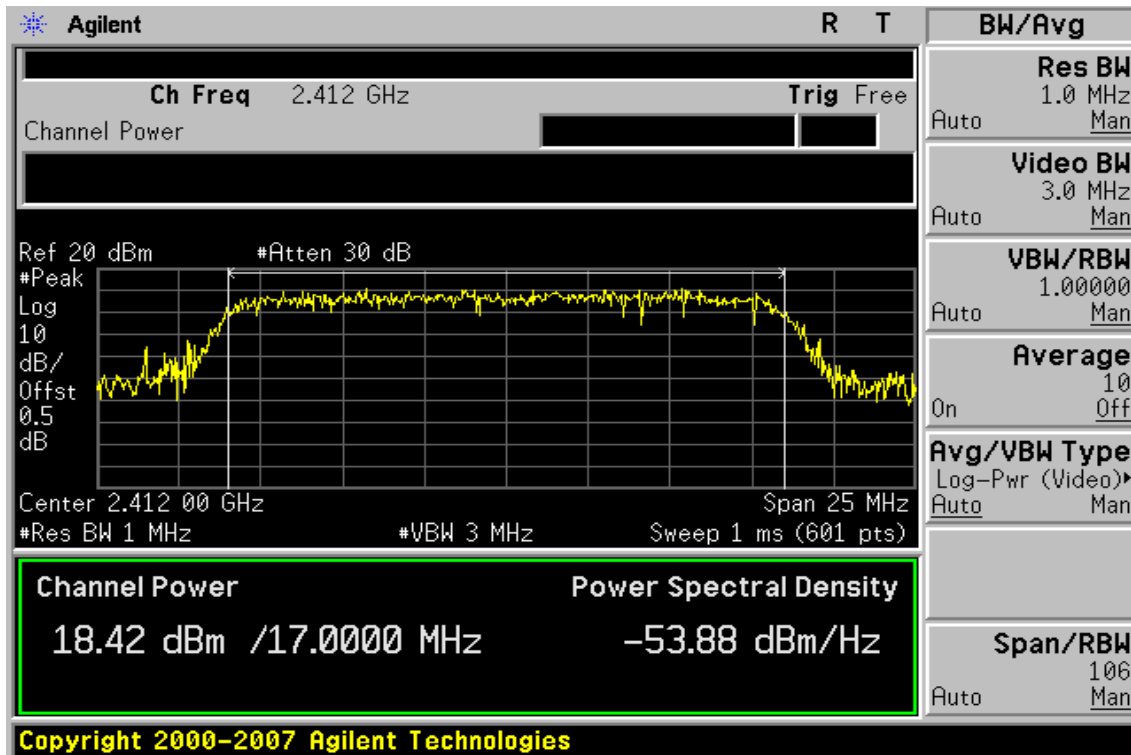 Agilent
R T
BW/Avg
Ch Freq 2.412 GHz
Trig Free
Channel Power
Ref 20 dBm
#Atten 30 dB
#Peak
Log
10
dB/
Offst
0.5
dB
Center 2.412 00 GHz
Span 25 MHz
#Res BW 1 MHz
#VBW 3 MHz
Sweep 1 ms (601 pts)
Channel Power
Power Spectral Density
18.42 dBm /17.0000 MHz
-53.88 dBm/Hz
Res BW
1.0 MHz
Auto Man
Video BW
3.0 MHz
Auto Man
VBW/RBW
1.00000
Auto Man
Average
10
On Off
Avg/VBW Type
Log-Pwr (Video)▸
Auto Man
Span/RBW
106
Auto Man
Copyright 2000-2007 Agilent Technologies